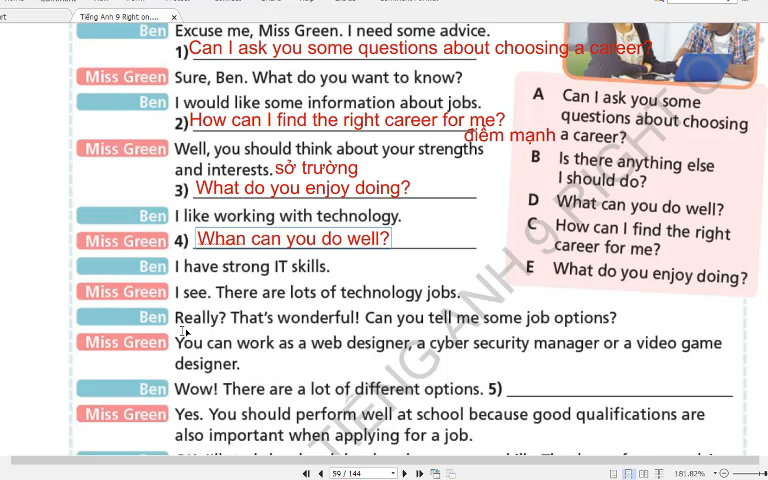 Tiếng Anh 9 Right on....
Ben Excuse me, Miss Green. I need some advice.
1) Can I ask you some questions about choosing a career?
Miss Green Sure, Ben. What do you want to know?
Ben I would like some information about jobs.
2) How can I find the right career for me?
điểm mạnh
Miss Green Well, you should think about your strengths
and interests. sở trường
3) What do you enjoy doing?
Ben I like working with technology.
Miss Green 4) Whan can you do well?
Ben I have strong IT skills.
Miss Green I see. There are lots of technology jobs.
Ben Really? That's wonderful! Can you tell me some job options?
Miss Green You can work as a web designer, a cyber security manager or a video game
designer.
Ben Wow! There are a lot of different options. 5)
Miss Green Yes. You should perform well at school because good qualifications are
also important when applying for a job.
A Can I ask you some
questions about choosing
a career?
B Is there anything else
I should do?
D What can you do well?
C How can I find the right
career for me?
E What do you enjoy doing?
TIẾNG ANH 9 RIGHT ON
59 / 144
181.82%